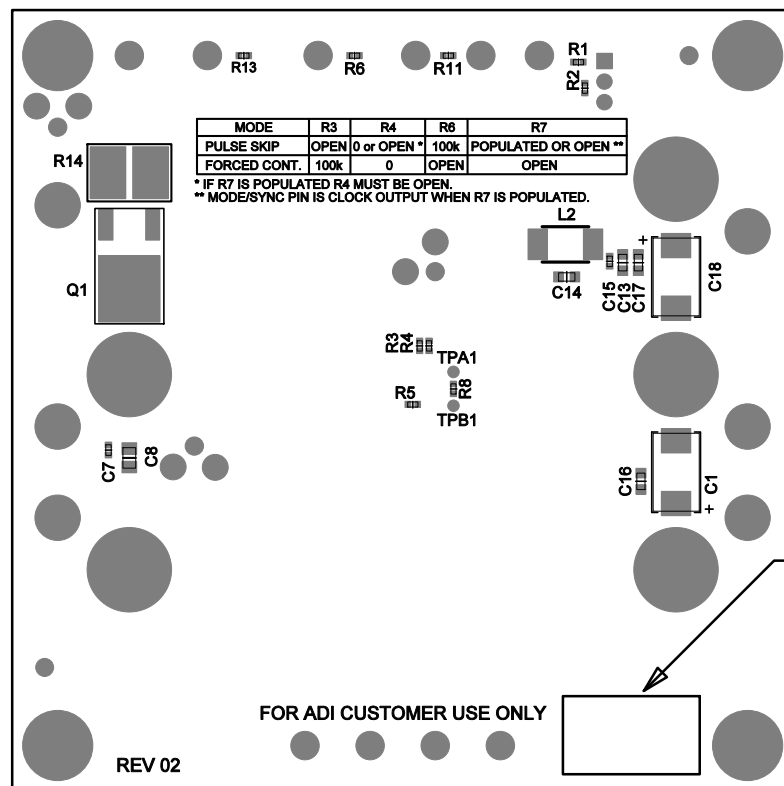 R13
R6
R11
R1
R2
MODE R3 R4 R6 R7
PULSE SKIP OPEN 0 or OPEN * 100k POPULATED OR OPEN **
FORCED CONT. 100k 0 OPEN OPEN
* IF R7 IS POPULATED R4 MUST BE OPEN.
** MODE/SYNC PIN IS CLOCK OUTPUT WHEN R7 IS POPULATED.
R14
L2
+
Q1
C14
C15
C13
C17
C18
R3
R4
TPA1
R8
R5
TPB1
C7
C8
C16
C1
+
FOR ADI CUSTOMER USE ONLY
REV 02